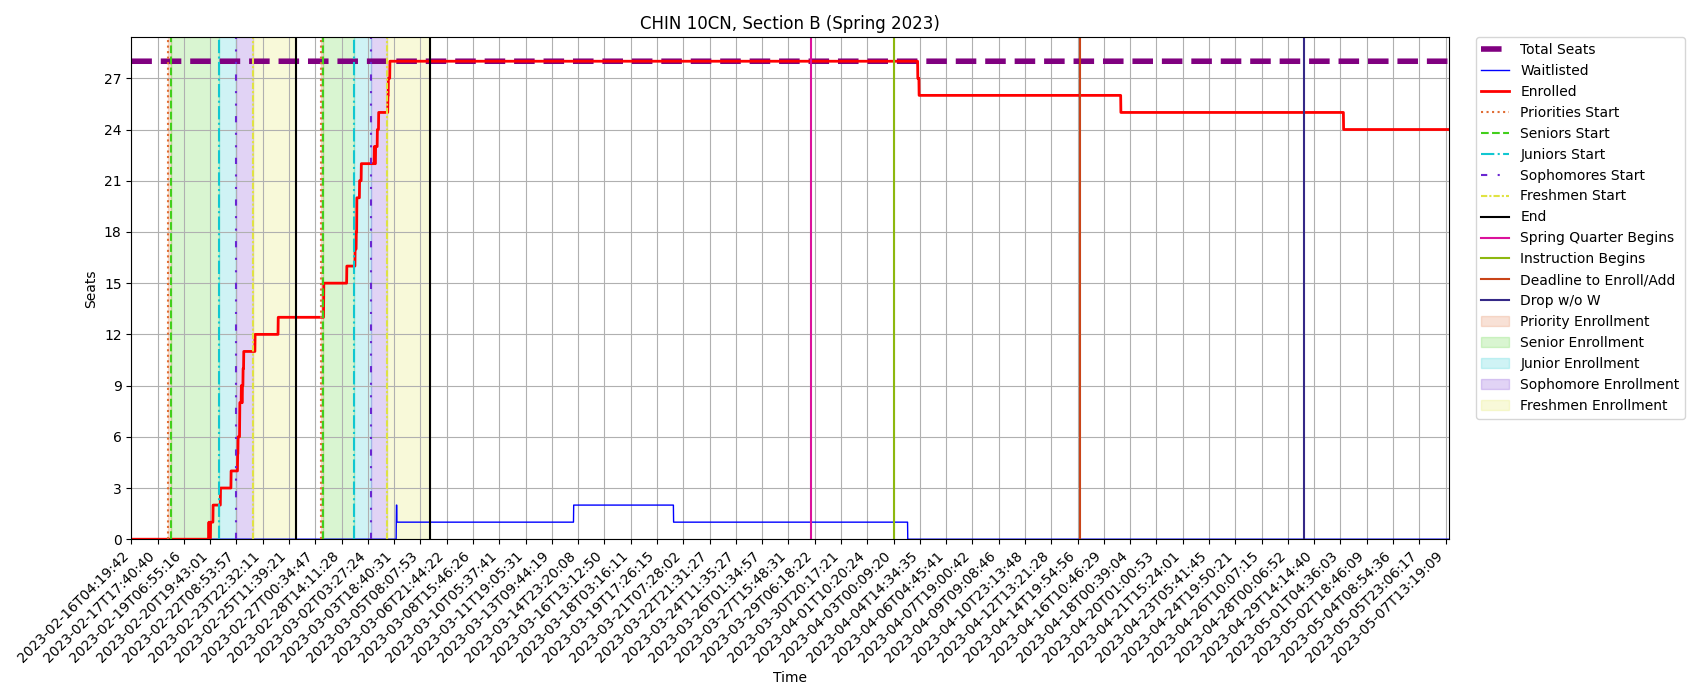 CHIN 10CN, Section B (Spring 2023)
Seats
27
24
21
18
15
12
9
6
3
0
2023-02-16T04:19:42
2023-02-17T17:40:40
2023-02-19T06:55:16
2023-02-20T19:43:01
2023-02-22T08:53:57
2023-02-23T22:32:11
2023-02-25T11:39:21
2023-02-27T00:34:47
2023-02-28T14:11:28
2023-03-02T03:27:24
2023-03-03T18:40:31
2023-03-05T08:07:53
2023-03-06T21:44:22
2023-03-08T15:46:26
2023-03-10T05:37:41
2023-03-11T19:05:31
2023-03-13T09:44:19
2023-03-14T23:20:08
2023-03-16T13:12:50
2023-03-18T03:16:11
2023-03-19T17:26:15
2023-03-21T07:28:02
2023-03-22T21:31:27
2023-03-24T11:35:27
2023-03-26T01:34:57
2023-03-27T15:48:31
2023-03-29T06:18:22
2023-03-30T20:17:21
2023-04-01T10:20:24
2023-04-03T00:09:20
2023-04-04T14:34:35
2023-04-06T04:45:41
2023-04-07T19:00:42
2023-04-09T09:08:46
2023-04-10T23:13:48
2023-04-12T13:21:28
2023-04-14T19:54:56
2023-04-16T10:46:29
2023-04-18T00:39:04
2023-04-20T01:00:53
2023-04-21T15:24:01
2023-04-23T05:41:45
2023-04-24T19:50:21
2023-04-26T10:07:15
2023-04-28T00:06:52
2023-04-29T14:14:40
2023-05-01T04:36:03
2023-05-02T18:46:09
2023-05-04T08:54:36
2023-05-05T23:06:17
2023-05-07T13:19:09
Time
Total Seats
Waitlisted
Enrolled
Priorities Start
Seniors Start
Juniors Start
Sophomores Start
Freshmen Start
End
Spring Quarter Begins
Instruction Begins
Deadline to Enroll/Add
Drop w/o W
Priority Enrollment
Senior Enrollment
Junior Enrollment
Sophomore Enrollment
Freshmen Enrollment